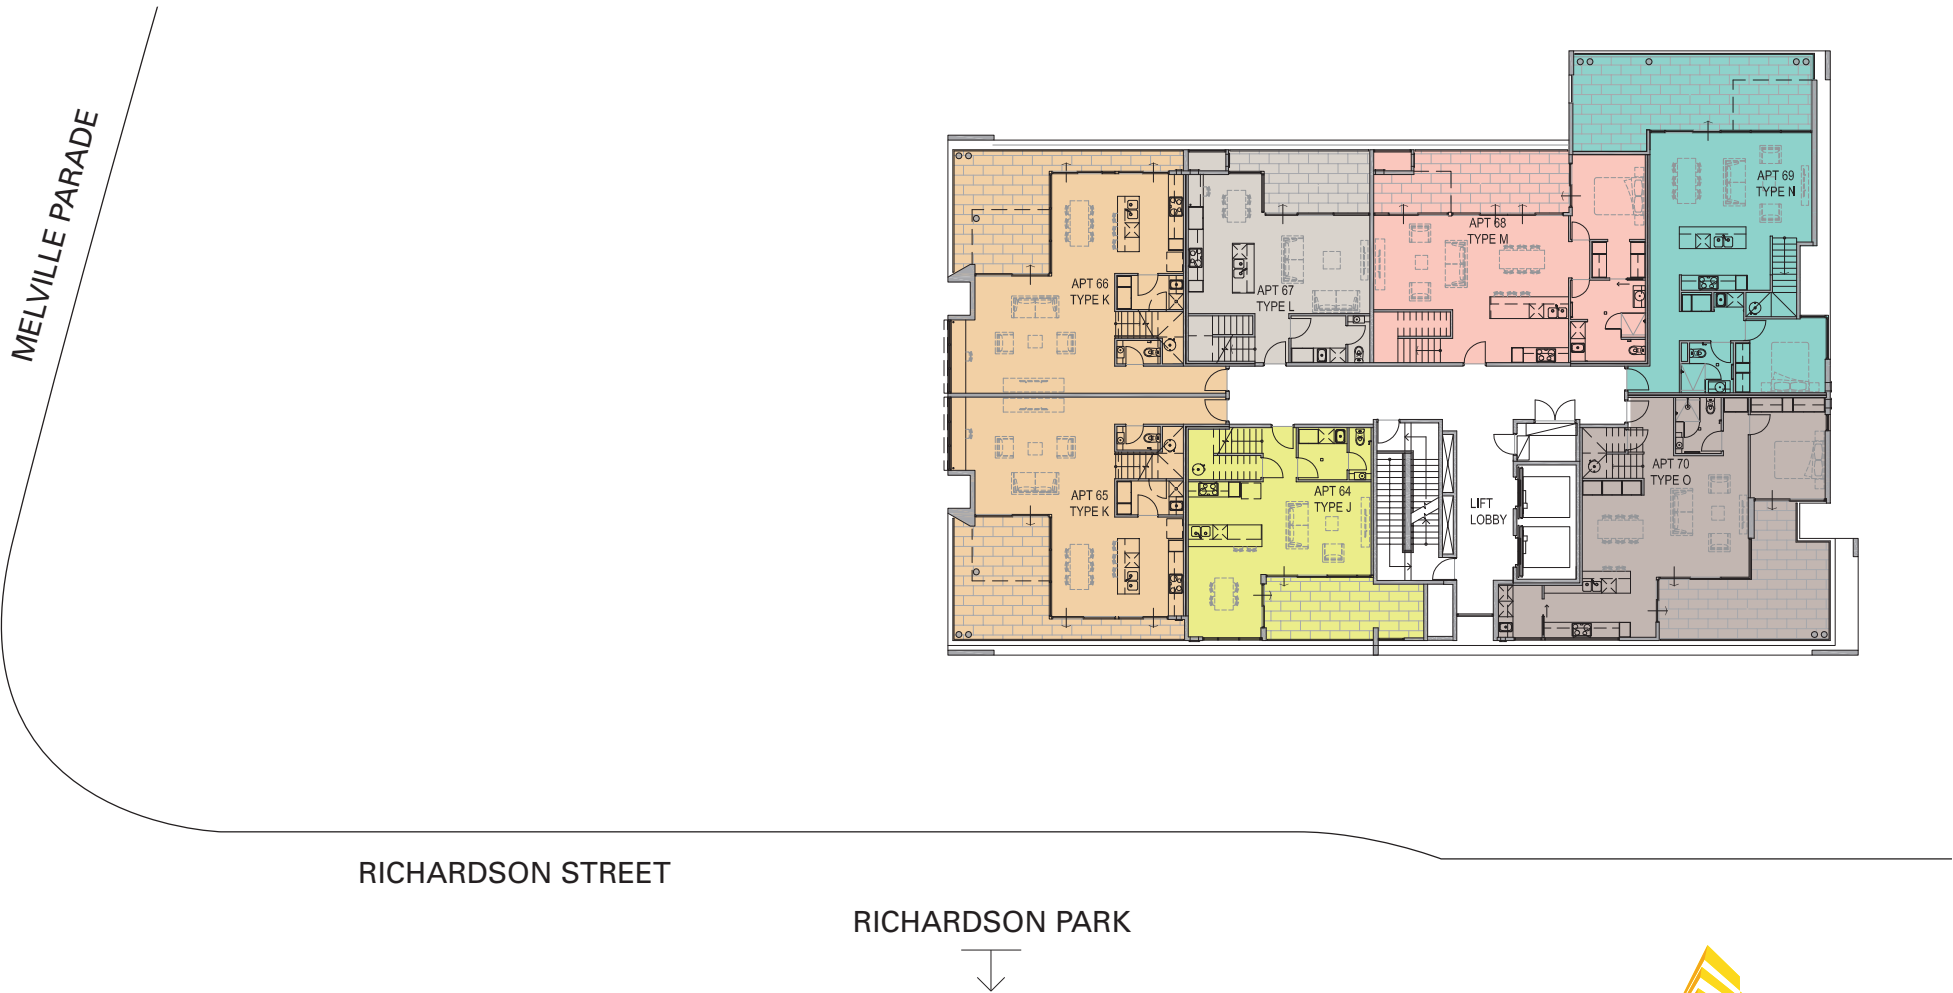 MELVILLE PARADE
APT 66
TYPE K
APT 67
TYPE L
APT 68
TYPE M
APT 69
TYPE N
APT 65
TYPE K
APT 64
TYPE J
LIFT
LOBBY
APT 70
TYPE O
RICHARDSON STREET
RICHARDSON PARK